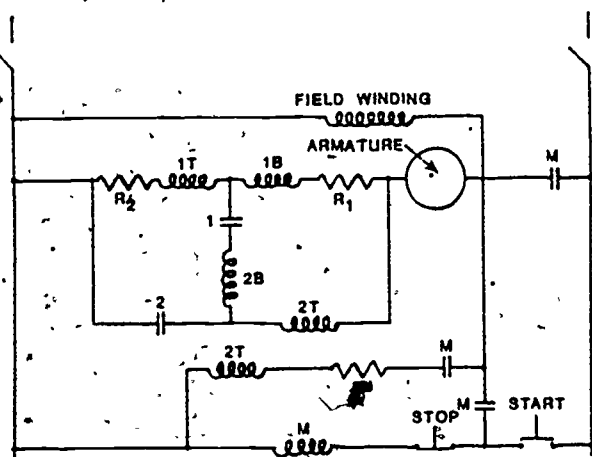 FIELD WINDING
ARMATURE
M
1T
1B
R2
R1
1
2B
2
2T
2T
M
M
M
STOP
START